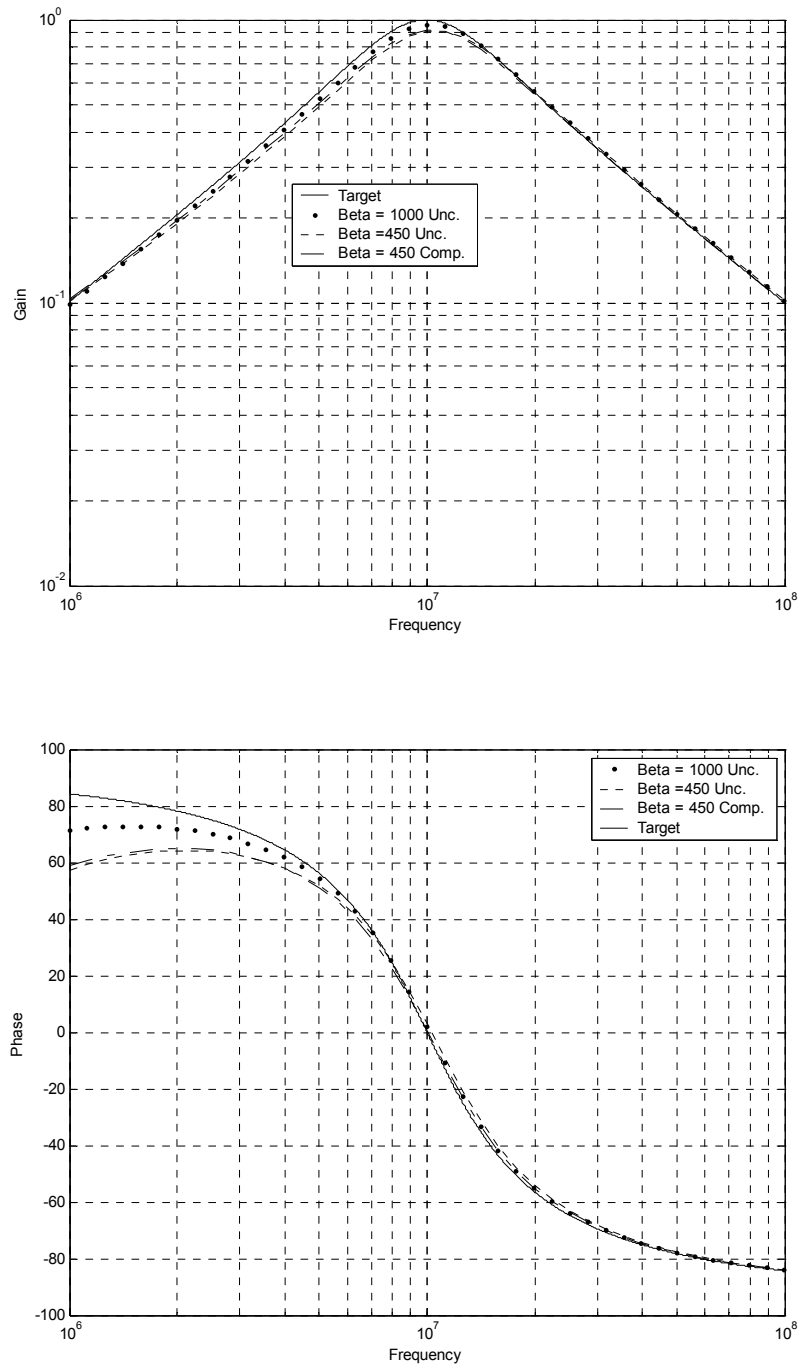 10^0
Target
Beta = 1000 Unc.
Beta =450 Unc.
Beta = 450 Comp.
10^-1
Gain
10^-2
10^6
10^7
10^8
Frequency
100
Beta = 1000 Unc.
Beta =450 Unc.
Beta = 450 Comp.
Target
80
60
40
20
0
Phase
-20
-40
-60
-80
-100
10^6
10^7
10^8
Frequency